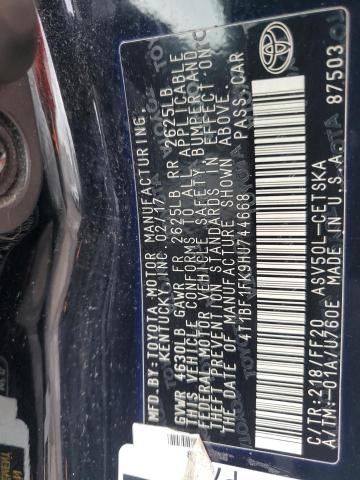 MFD.BY:TOYOTA MOTOR MANUFACTURING,
KENTUCKY,INC. 02/17
GVWR 4630LB GAWR FR 2625LB RR 2625LB
THIS VEHICLE CONFORMS TO ALL APPLICABLE
FEDERAL MOTOR VEHICLE SAFETY, BUMPER, AND
THEFT PREVENTION STANDARDS IN EFFECT ON
THE DATE OF MANUFACTURE SHOWN ABOVE.
4T1BF1FK9HU744668 PASS.CAR
C/TR:218/FF20 ASV50L-CETSKA
A/TM:-01A/U760E MADE IN U.S.A. 87503